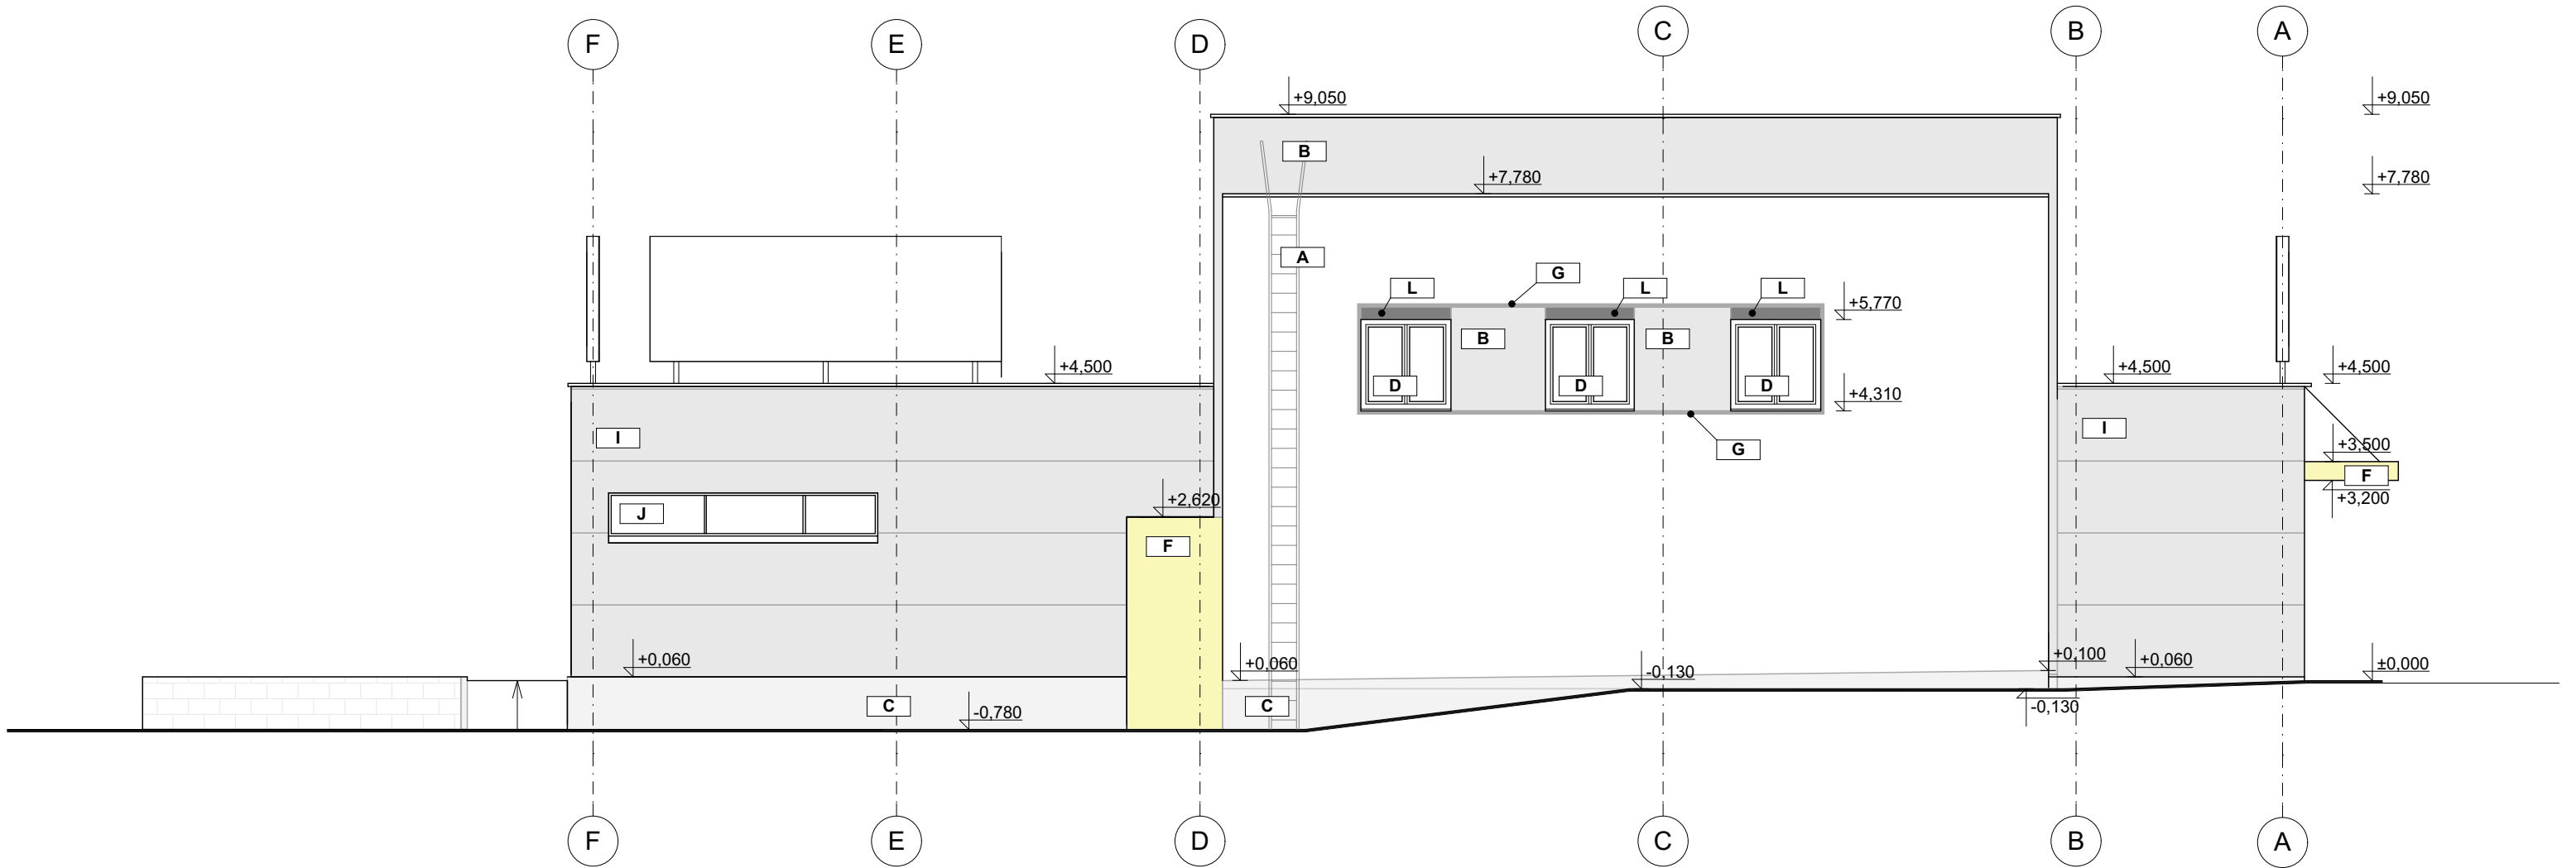 F E D C B A
+9,050 +9,050
B
+7,780 +7,780
A
G
L L L
+5,770
B B
+4,500 +4,500 +4,500
D D D
+4,310
I I
+3,500
G
F
+3,200
+2,620
J
F
+0,060 +0,060 -0,130 +0,100 +0,060 ±0,000
C -0,780 C -0,130
F E D C B A